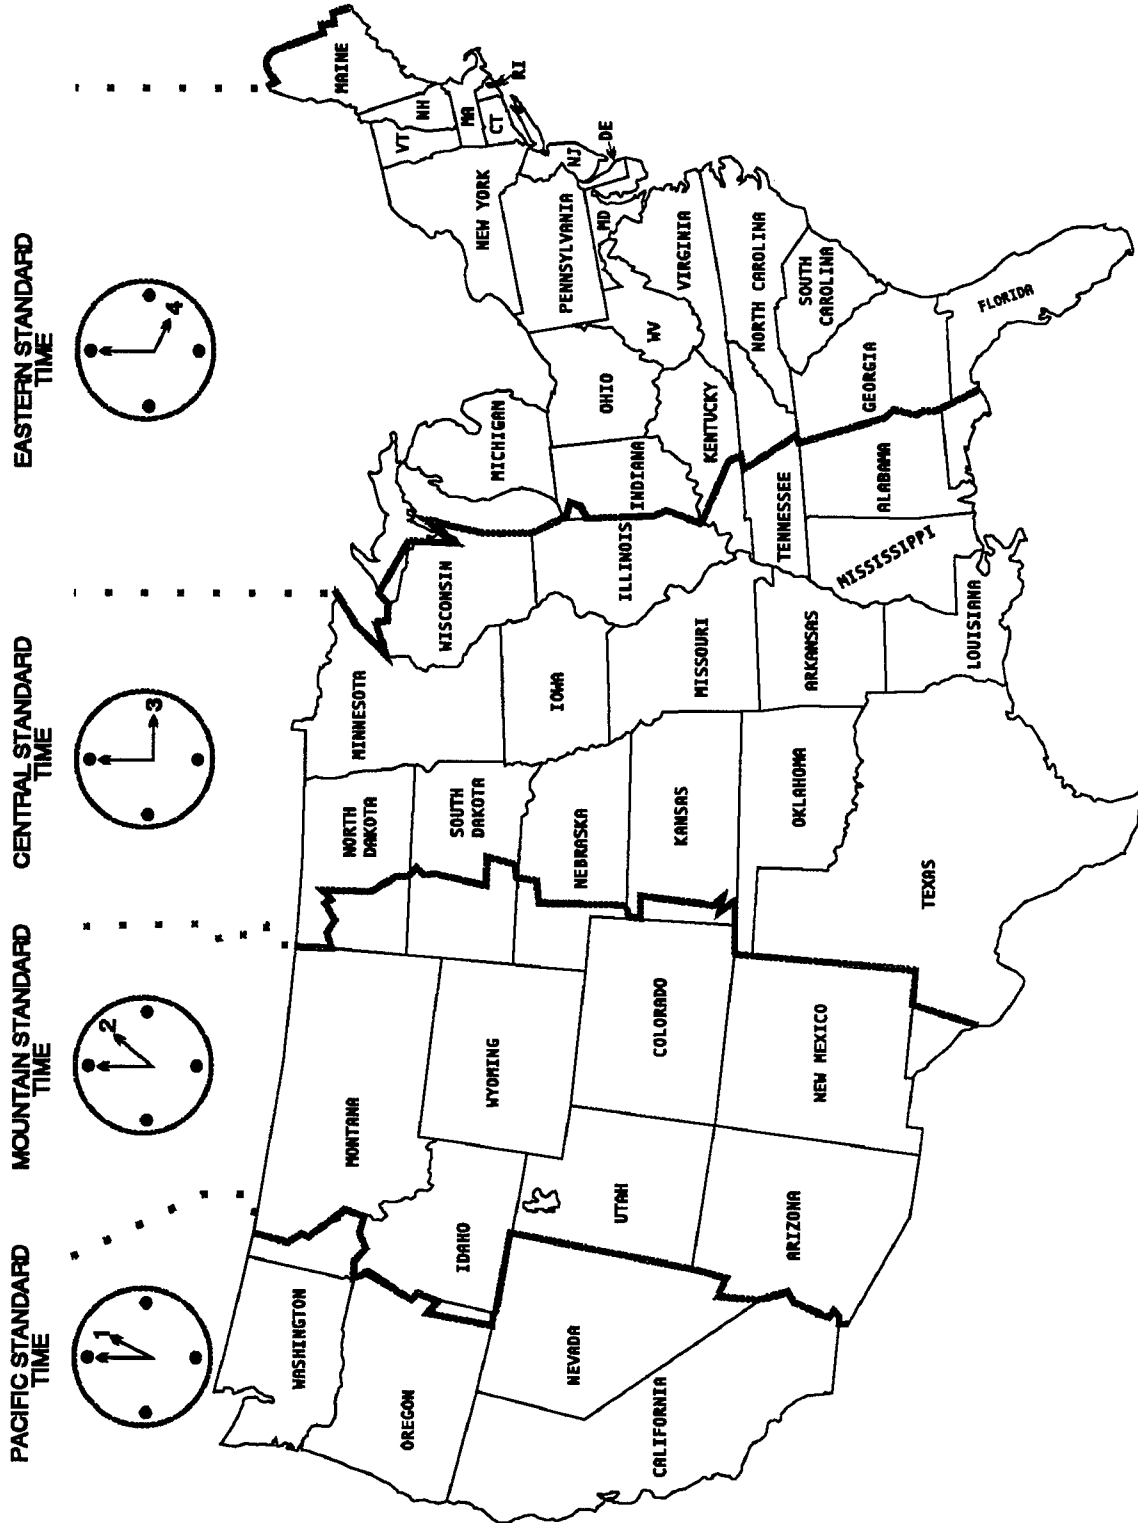 PACIFIC STANDARD
TIME
MOUNTAIN STANDARD
TIME
CENTRAL STANDARD
TIME
EASTERN STANDARD
TIME
1
2
3
4
WASHINGTON
OREGON
CALIFORNIA
NEVADA
IDAHO
MONTANA
WYOMING
UTAH
ARIZONA
COLORADO
NEW MEXICO
NORTH
DAKOTA
SOUTH
DAKOTA
NEBRASKA
KANSAS
OKLAHOMA
TEXAS
MINNESOTA
IOWA
MISSOURI
ARKANSAS
LOUISIANA
WISCONSIN
ILLINOIS
INDIANA
MICHIGAN
OHIO
KENTUCKY
TENNESSEE
MISSISSIPPI
ALABAMA
GEORGIA
FLORIDA
SOUTH
CAROLINA
NORTH CAROLINA
VIRGINIA
WV
MD
DE
PENNSYLVANIA
NJ
NEW YORK
CT
RI
MA
VT
NH
MAINE